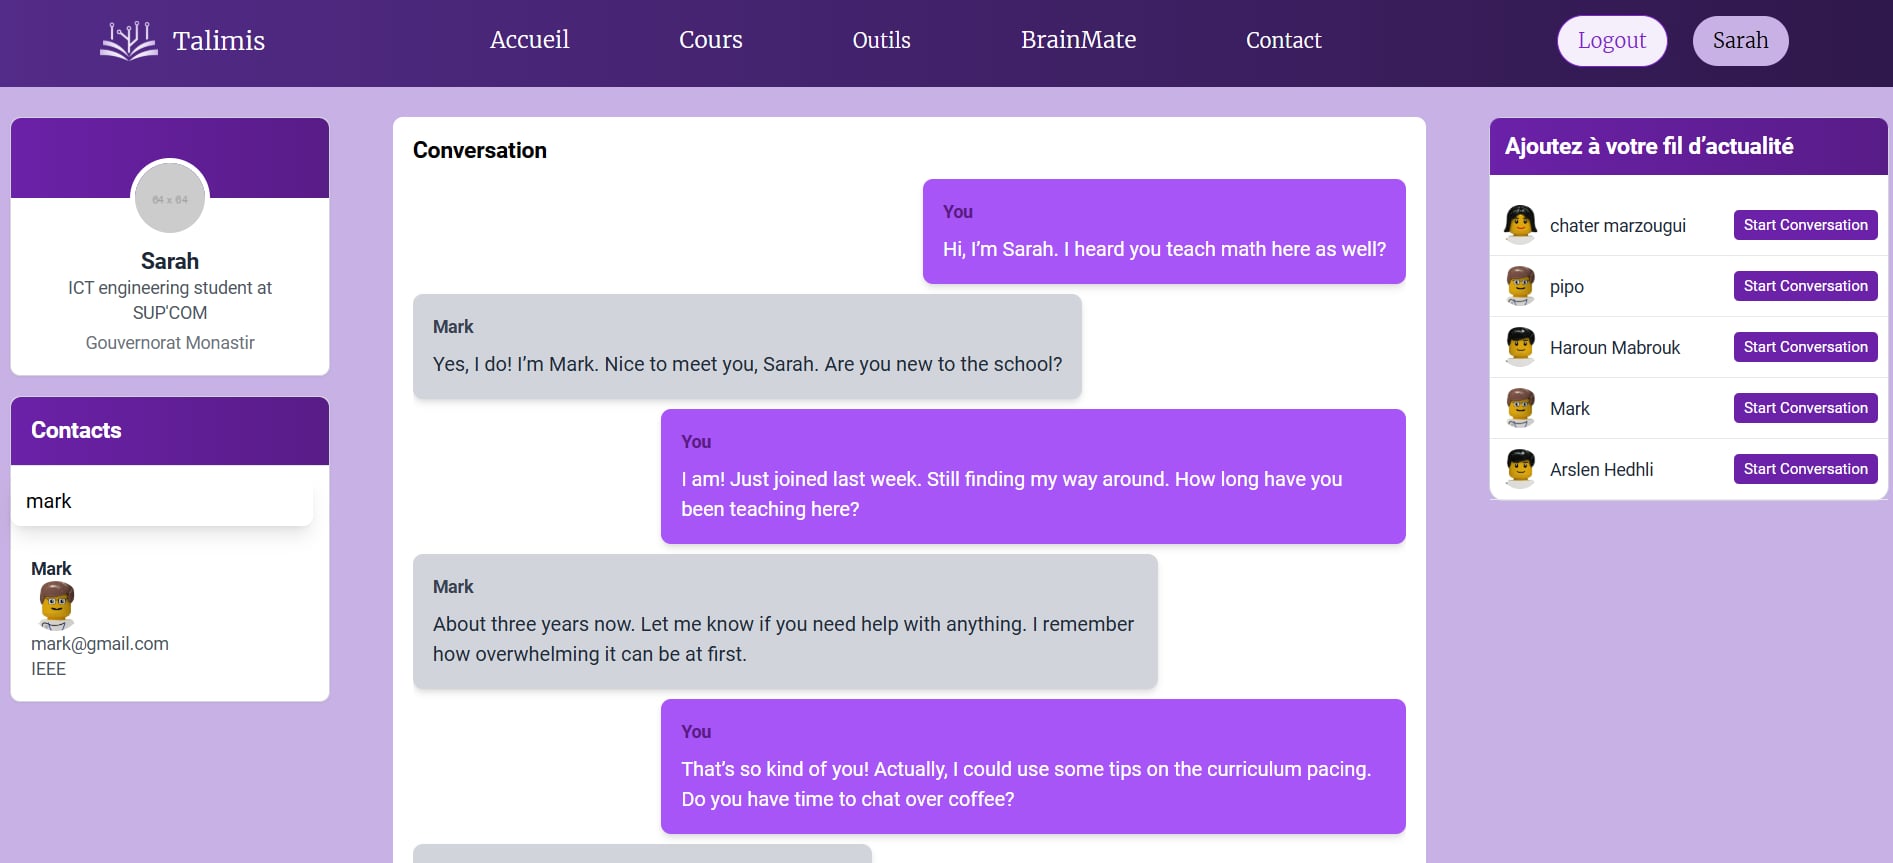 Talimis
Accueil
Cours
Outils
BrainMate
Contact
Logout
Sarah
64 x 64
Sarah
ICT engineering student at
SUP'COM
Gouvernorat Monastir
Contacts
mark
Mark
mark@gmail.com
IEEE
Conversation
You
Hi, I’m Sarah. I heard you teach math here as well?
Mark
Yes, I do! I’m Mark. Nice to meet you, Sarah. Are you new to the school?
You
I am! Just joined last week. Still finding my way around. How long have you
been teaching here?
Mark
About three years now. Let me know if you need help with anything. I remember
how overwhelming it can be at first.
You
That’s so kind of you! Actually, I could use some tips on the curriculum pacing.
Do you have time to chat over coffee?
Ajoutez à votre fil d’actualité
chater marzougui
Start Conversation
pipo
Start Conversation
Haroun Mabrouk
Start Conversation
Mark
Start Conversation
Arslen Hedhli
Start Conversation